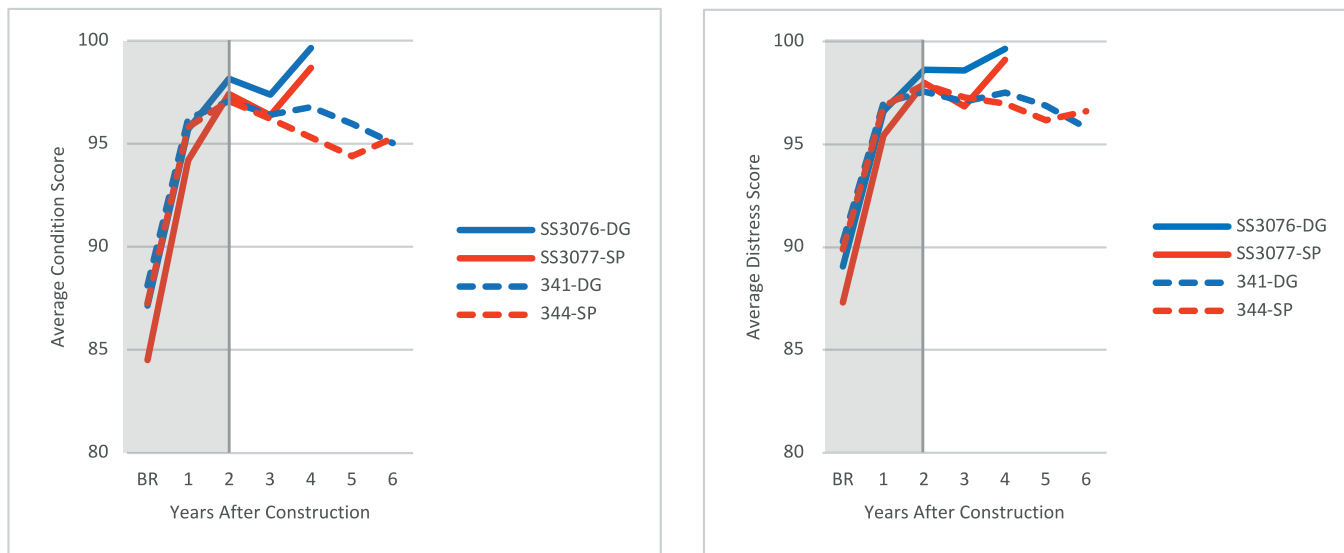 Average Condition Score
100
95
90
85
80
BR 1 2 3 4 5 6
Years After Construction
SS3076-DG
SS3077-SP
341-DG
344-SP
Average Distress Score
100
95
90
85
80
BR 1 2 3 4 5 6
Years After Construction
SS3076-DG
SS3077-SP
341-DG
344-SP